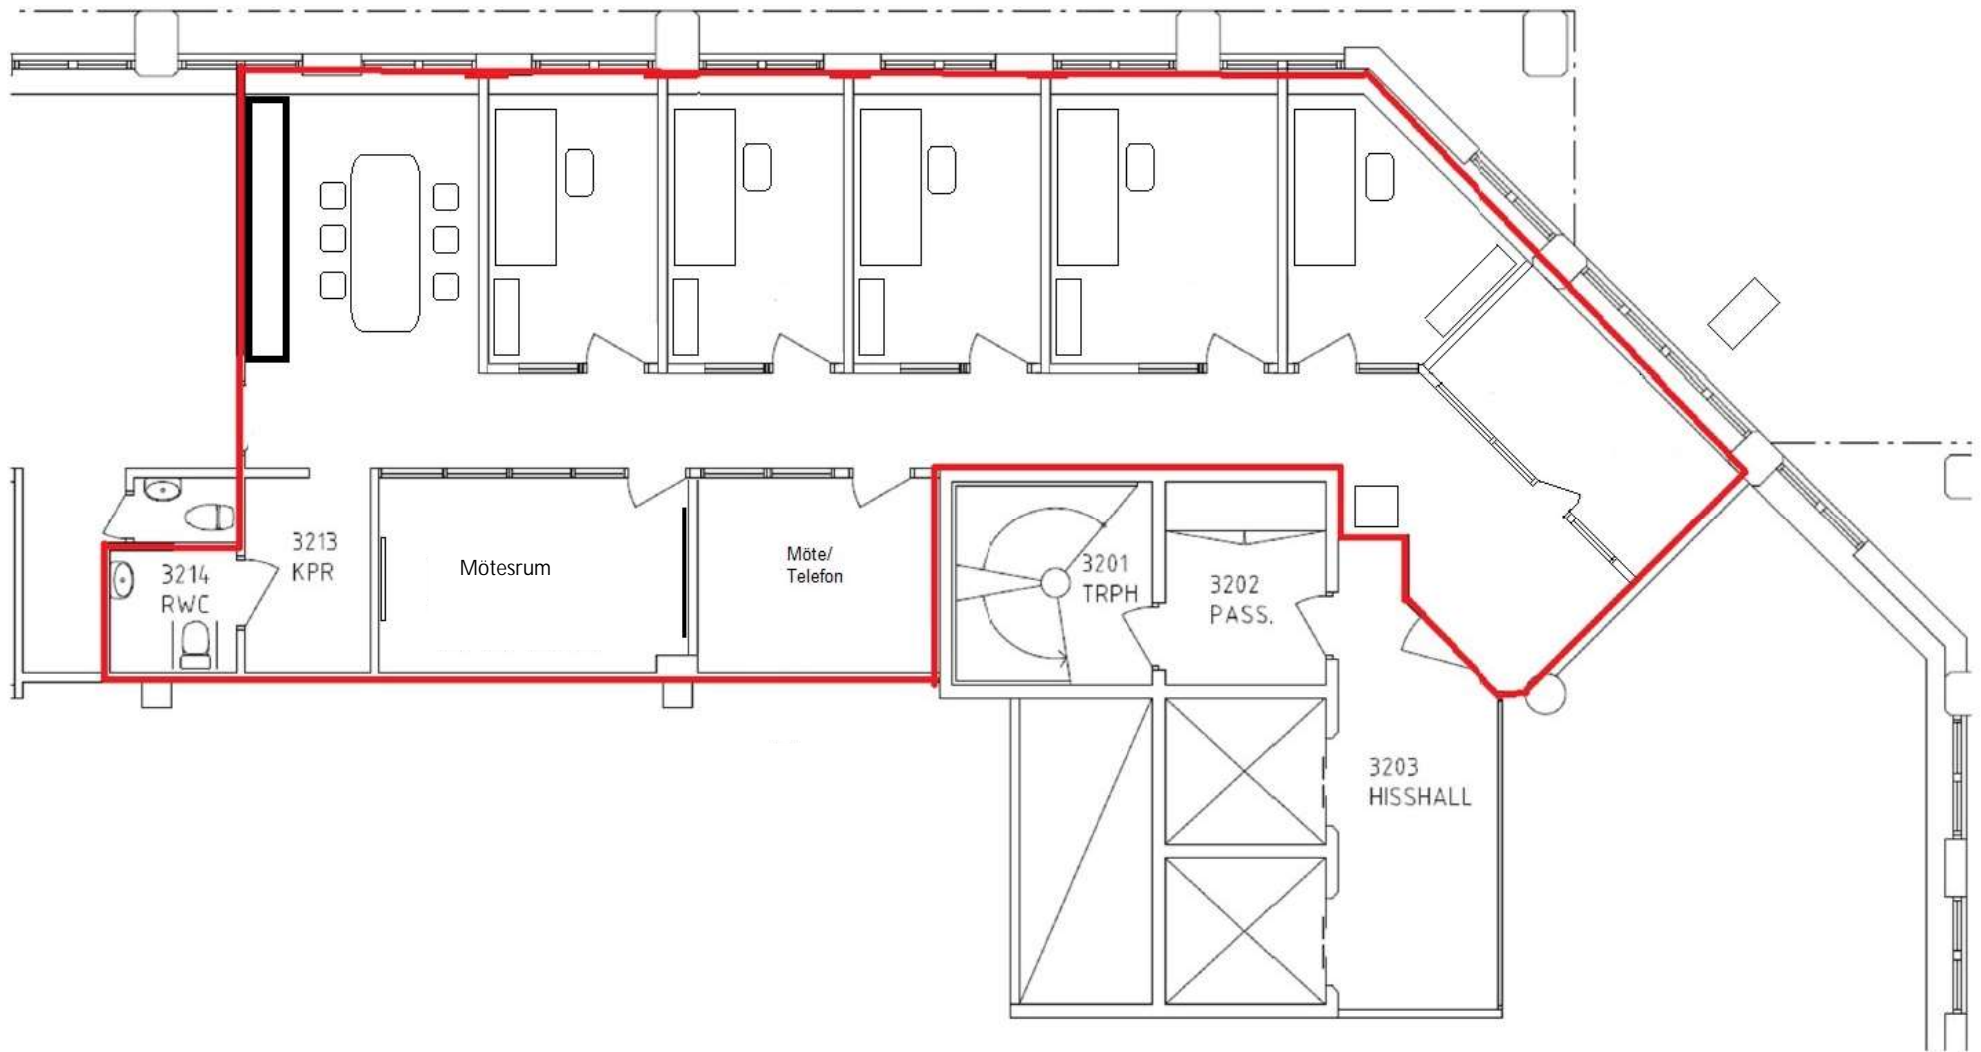 3213
KPR
Mötesrum
Möte/
Telefon
3214
RWC
3201
TRPH
3202
PASS.
3203
HISSHALL